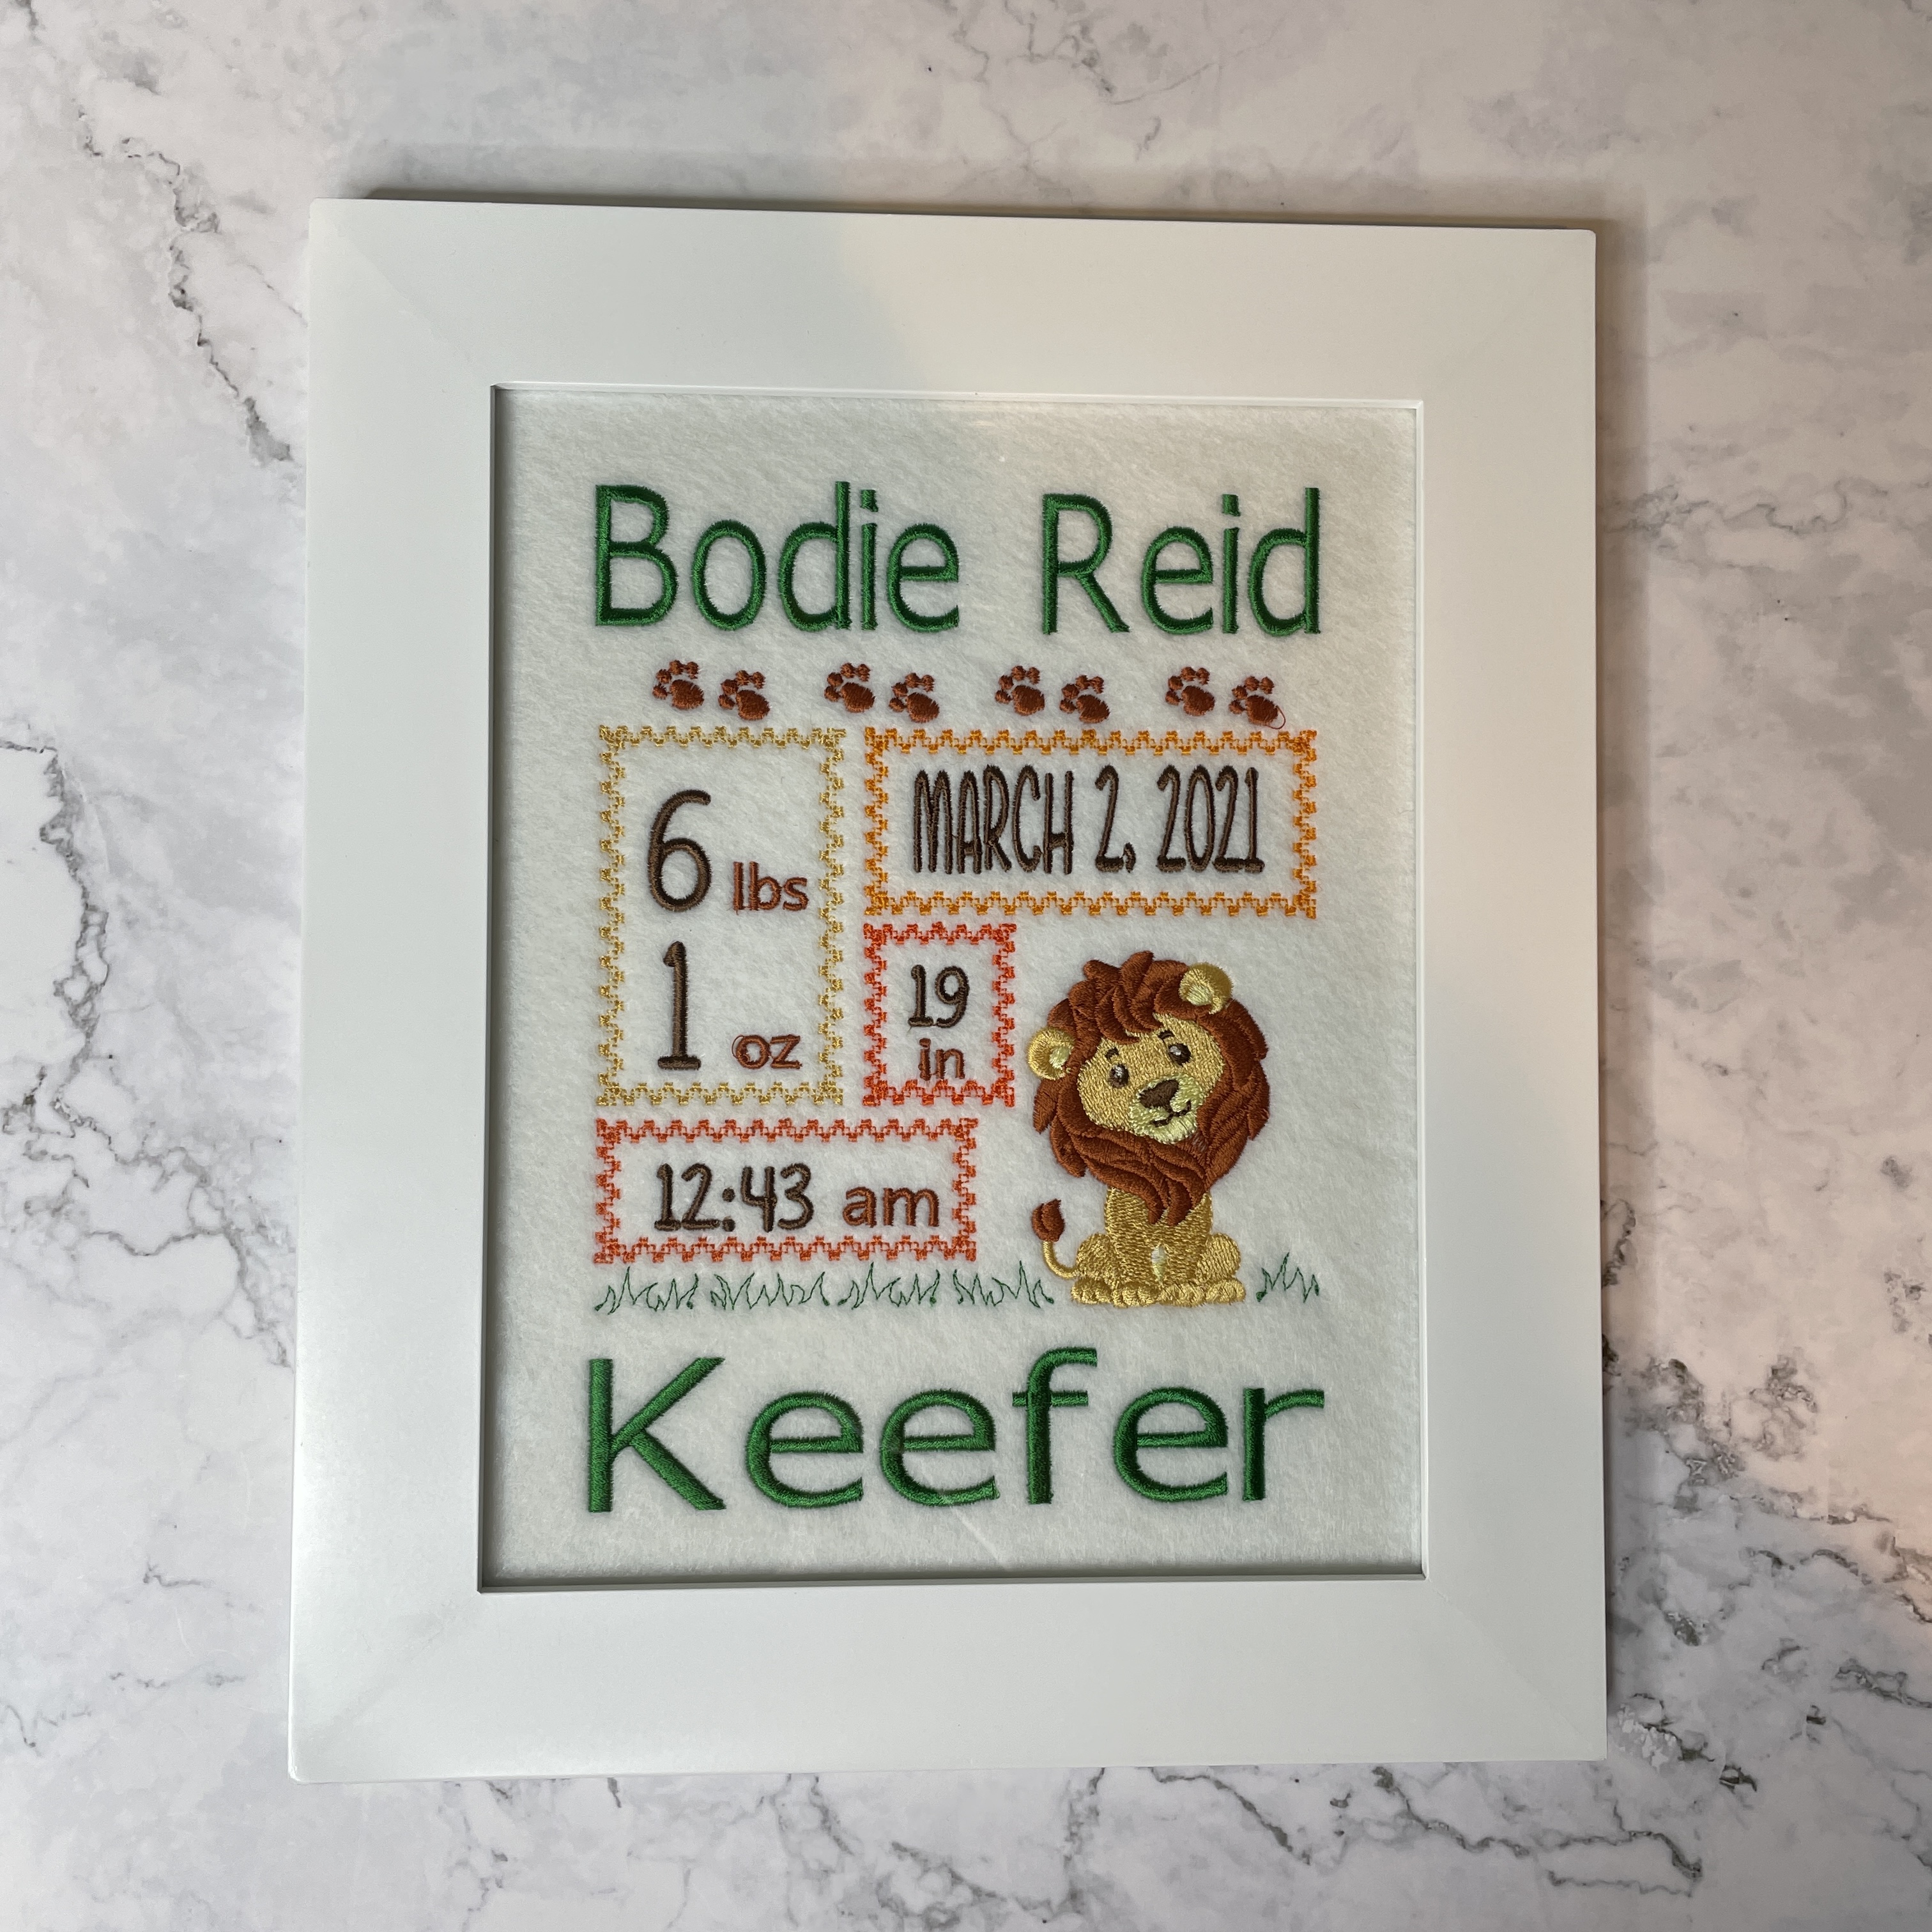 Bodie Reid
6 lbs
1 oz
MARCH 2, 2021
19
in
12:43 am
Keefer